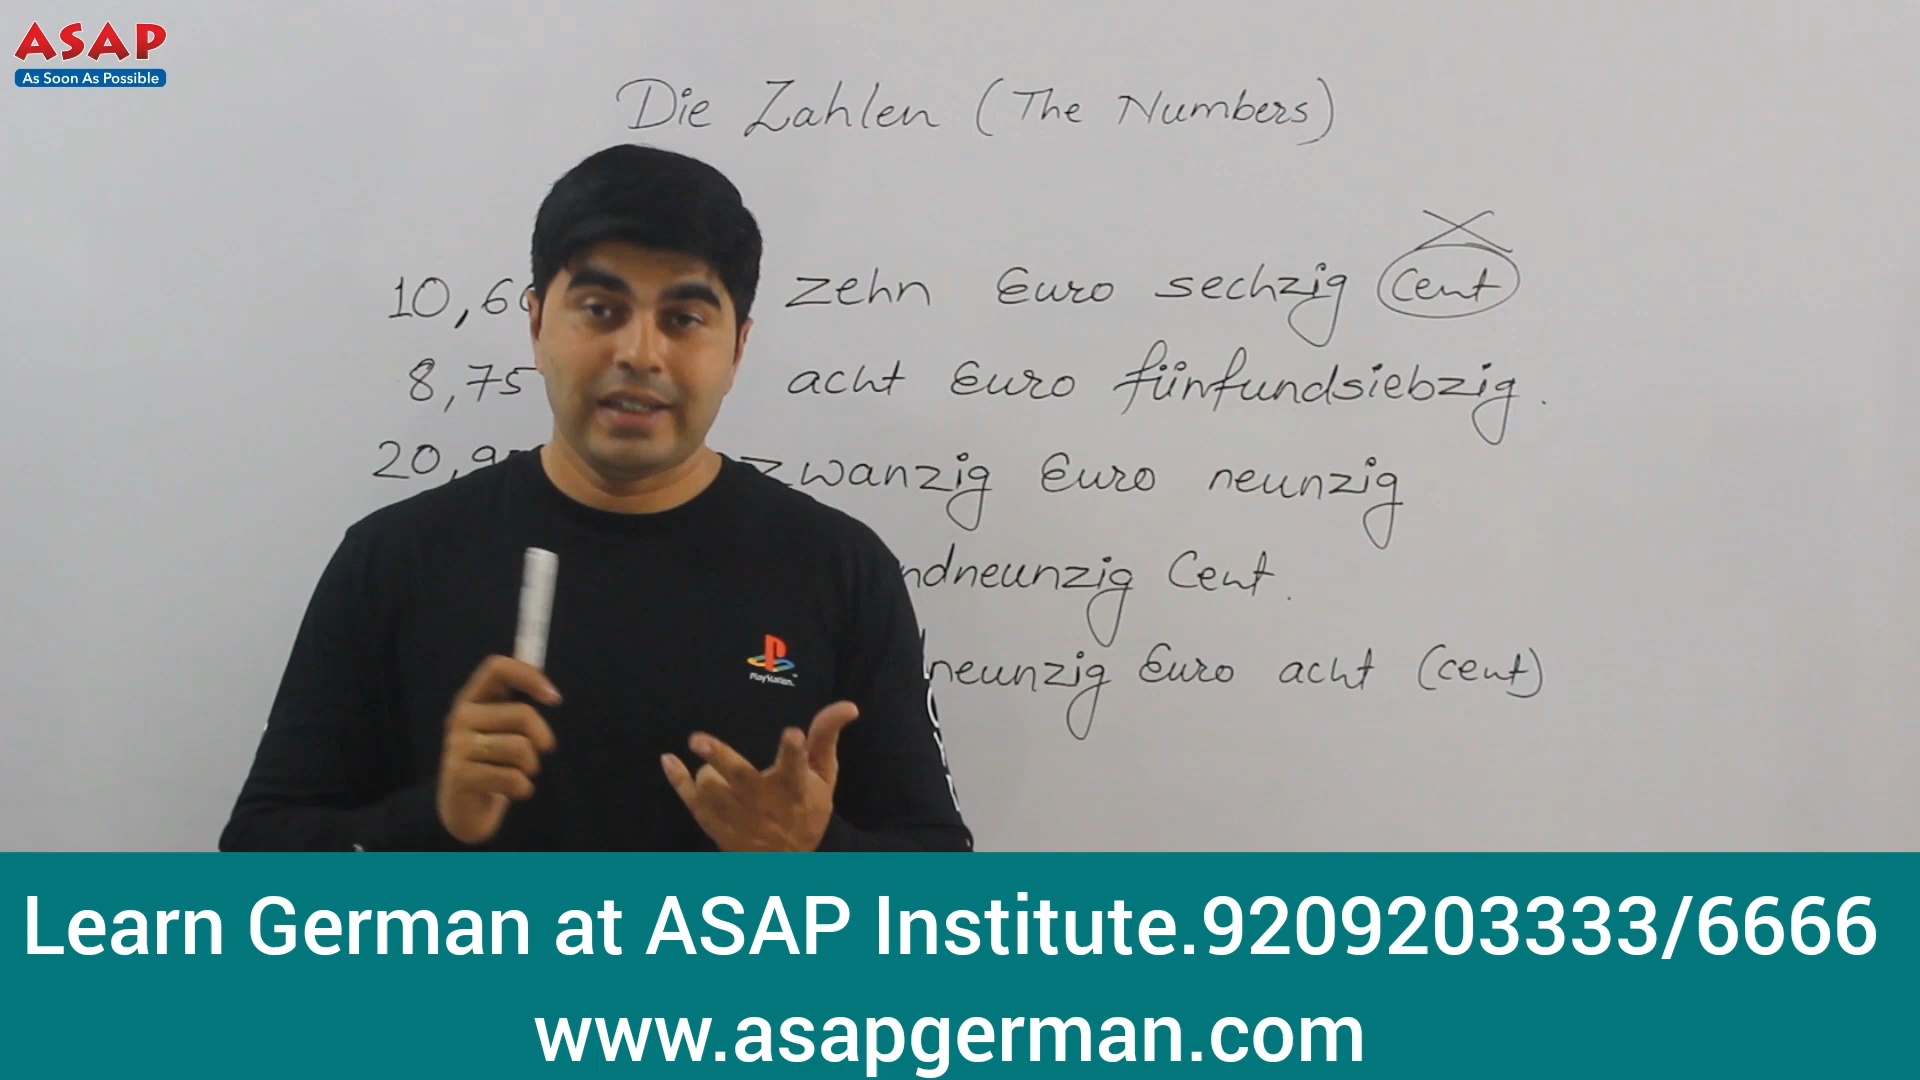 ASAP
As Soon As Possible
Die Zahlen (The Numbers)
10,6 zehn Euro sechzig Cent
8,75 acht Euro fünfundsiebzig.
20,9 zwanzig Euro neunzig
ndneunzig Cent.
neunzig Euro acht (cent)
PlayStation
Learn German at ASAP Institute.9209203333/6666
www.asapgerman.com